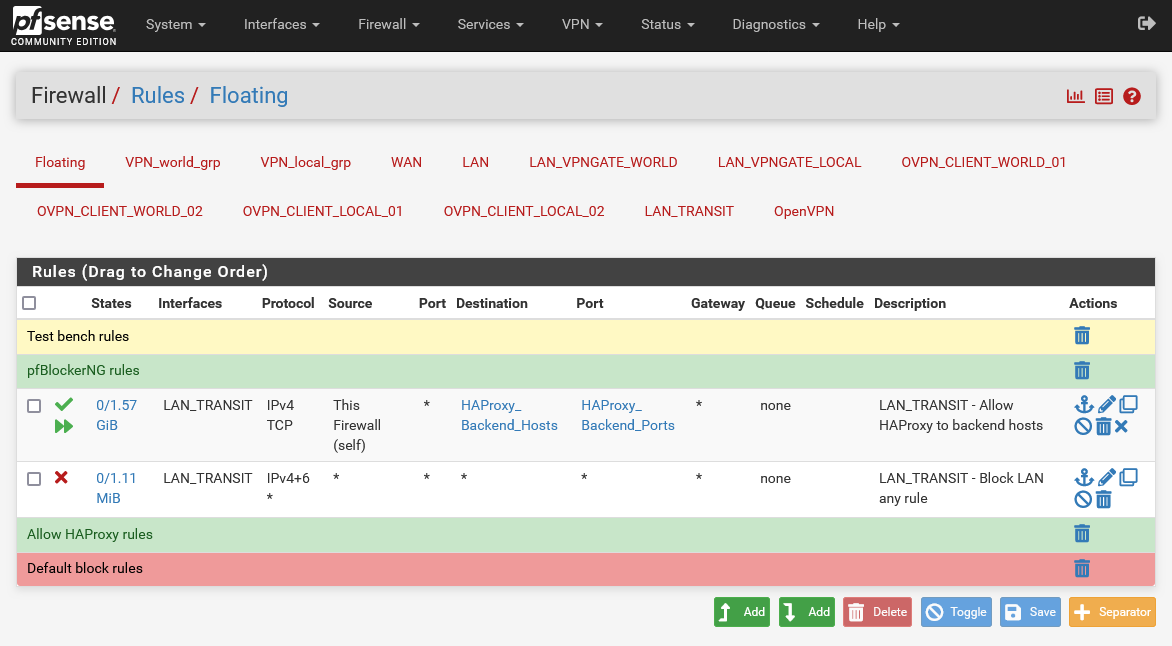 pfsense
COMMUNITY EDITION
System Interfaces Firewall Services VPN Status Diagnostics Help
Firewall / Rules / Floating
Floating VPN_world_grp VPN_local_grp WAN LAN LAN_VPNGATE_WORLD LAN_VPNGATE_LOCAL OVPN_CLIENT_WORLD_01
OVPN_CLIENT_WORLD_02 OVPN_CLIENT_LOCAL_01 OVPN_CLIENT_LOCAL_02 LAN_TRANSIT OpenVPN
Rules (Drag to Change Order)
States Interfaces Protocol Source Port Destination Port Gateway Queue Schedule Description Actions
Test bench rules
pfBlockerNG rules
0/1.57 LAN_TRANSIT IPv4 This * HAProxy_ HAProxy_ * none LAN_TRANSIT - Allow
GiB TCP Firewall Backend_Hosts Backend_Ports HAProxy to backend hosts
(self)
0/1.11 LAN_TRANSIT IPv4+6 * * * * * none LAN_TRANSIT - Block LAN
MiB * any rule
Allow HAProxy rules
Default block rules
Add Add Delete Toggle Save Separator